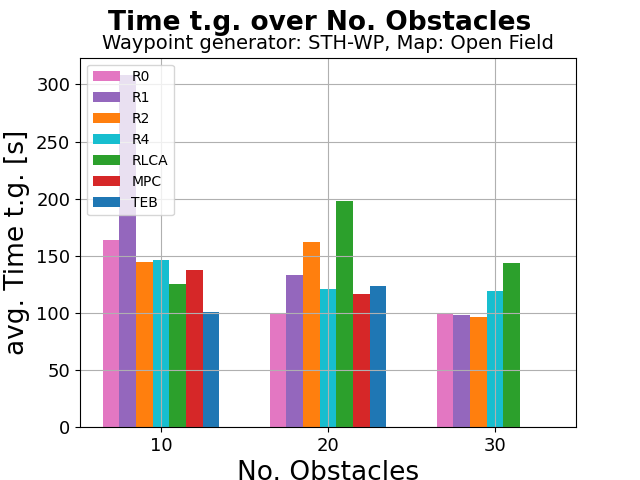 Time t.g. over No. Obstacles
Waypoint generator: STH-WP, Map: Open Field
avg. Time t.g. [s]
300
250
200
150
100
50
0
R0
R1
R2
R4
RLCA
MPC
TEB
10
20
30
No. Obstacles